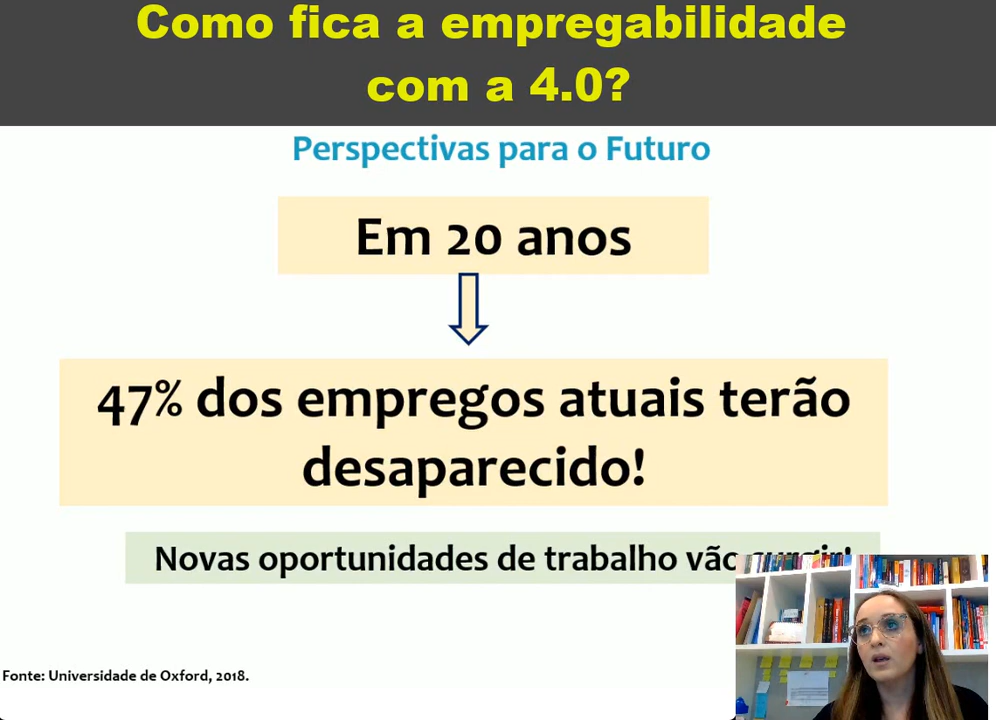 Como fica a empregabilidade
com a 4.0?
Perspectivas para o Futuro
Em 20 anos
47% dos empregos atuais terão
desaparecido!
Novas oportunidades de trabalho vão surgir!
Fonte: Universidade de Oxford, 2018.